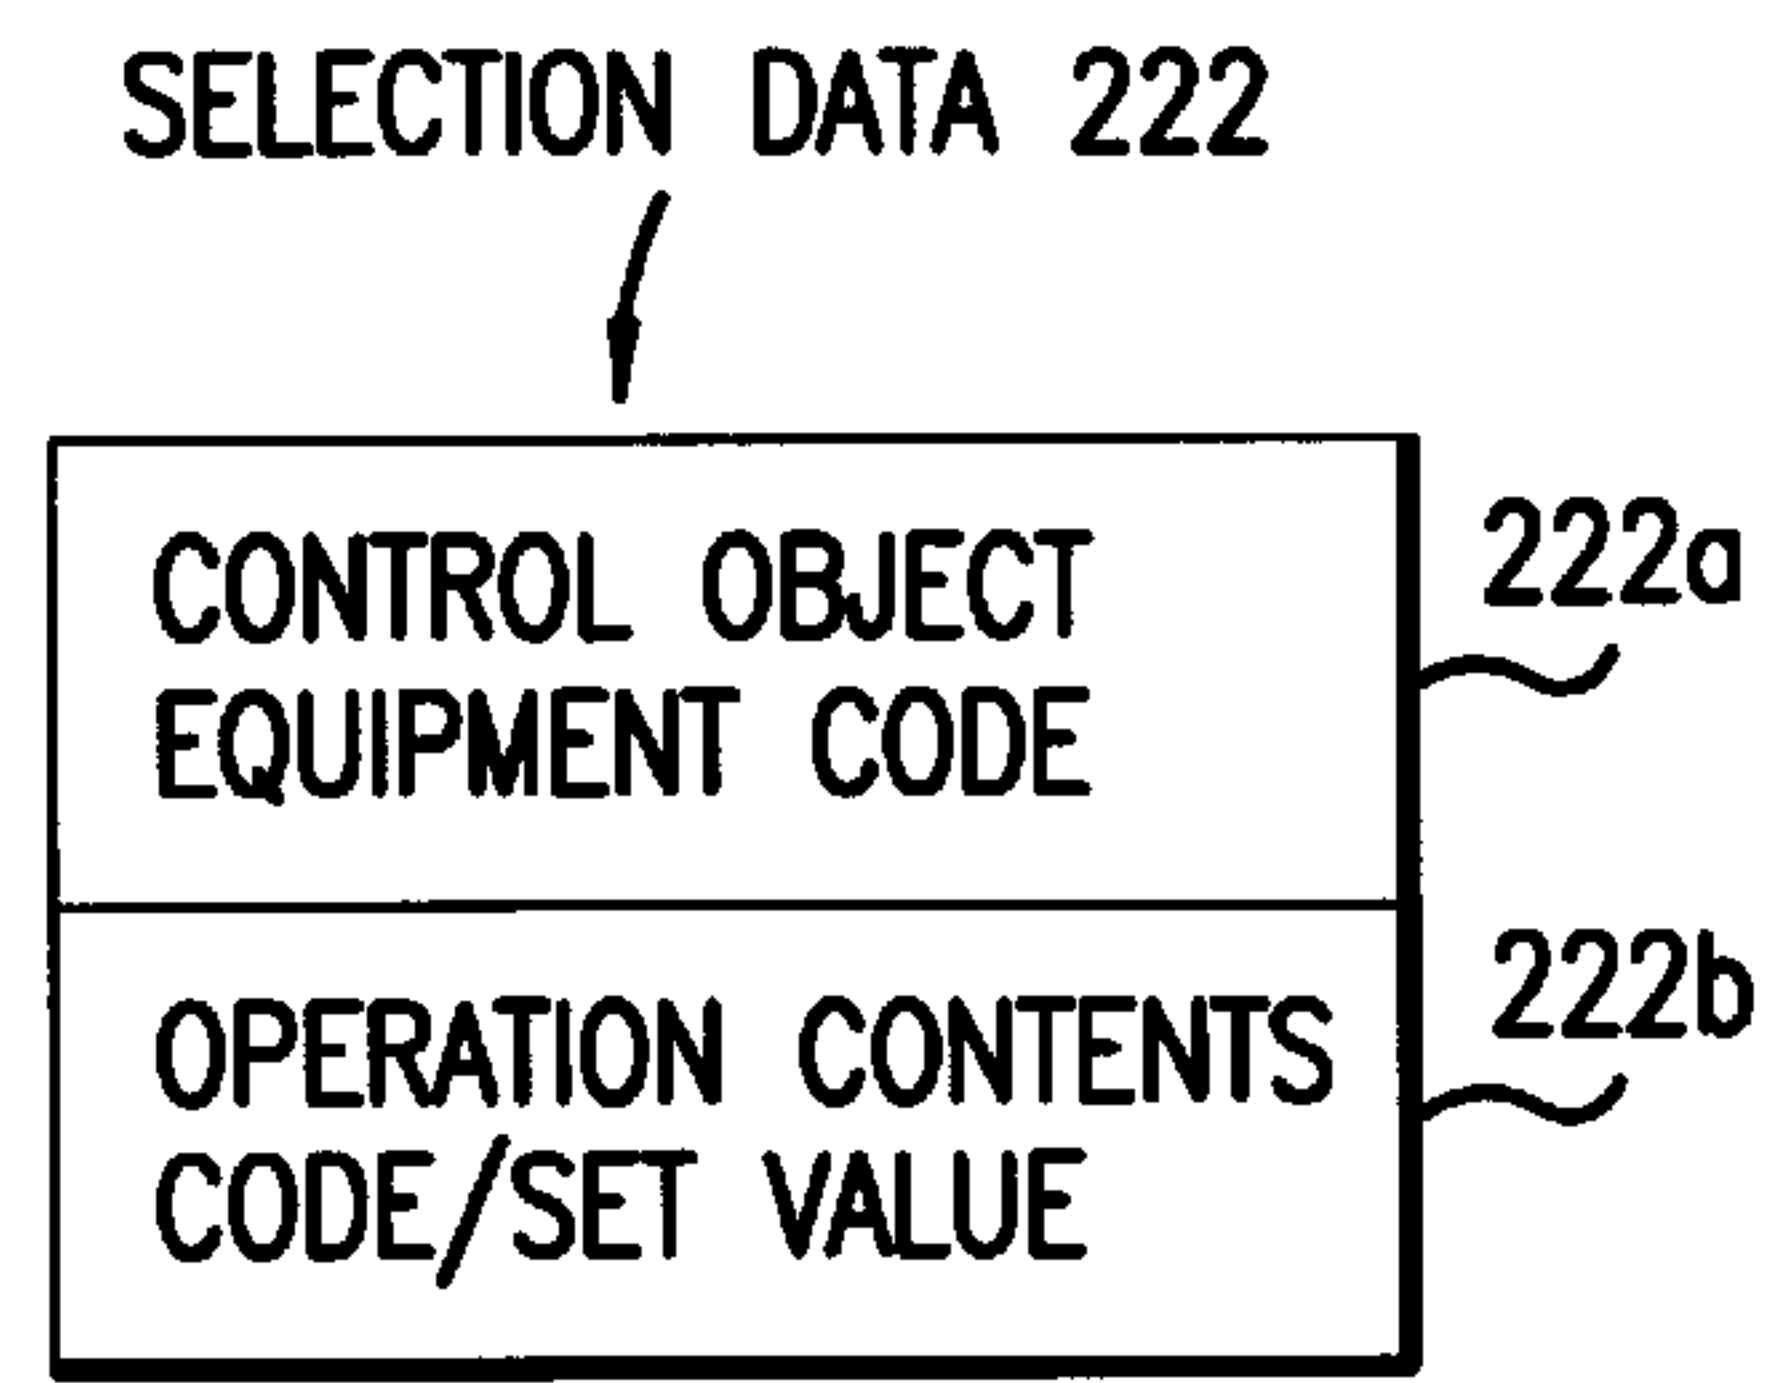 SELECTION DATA 222
CONTROL OBJECT
EQUIPMENT CODE
222a
OPERATION CONTENTS
CODE/SET VALUE
222b